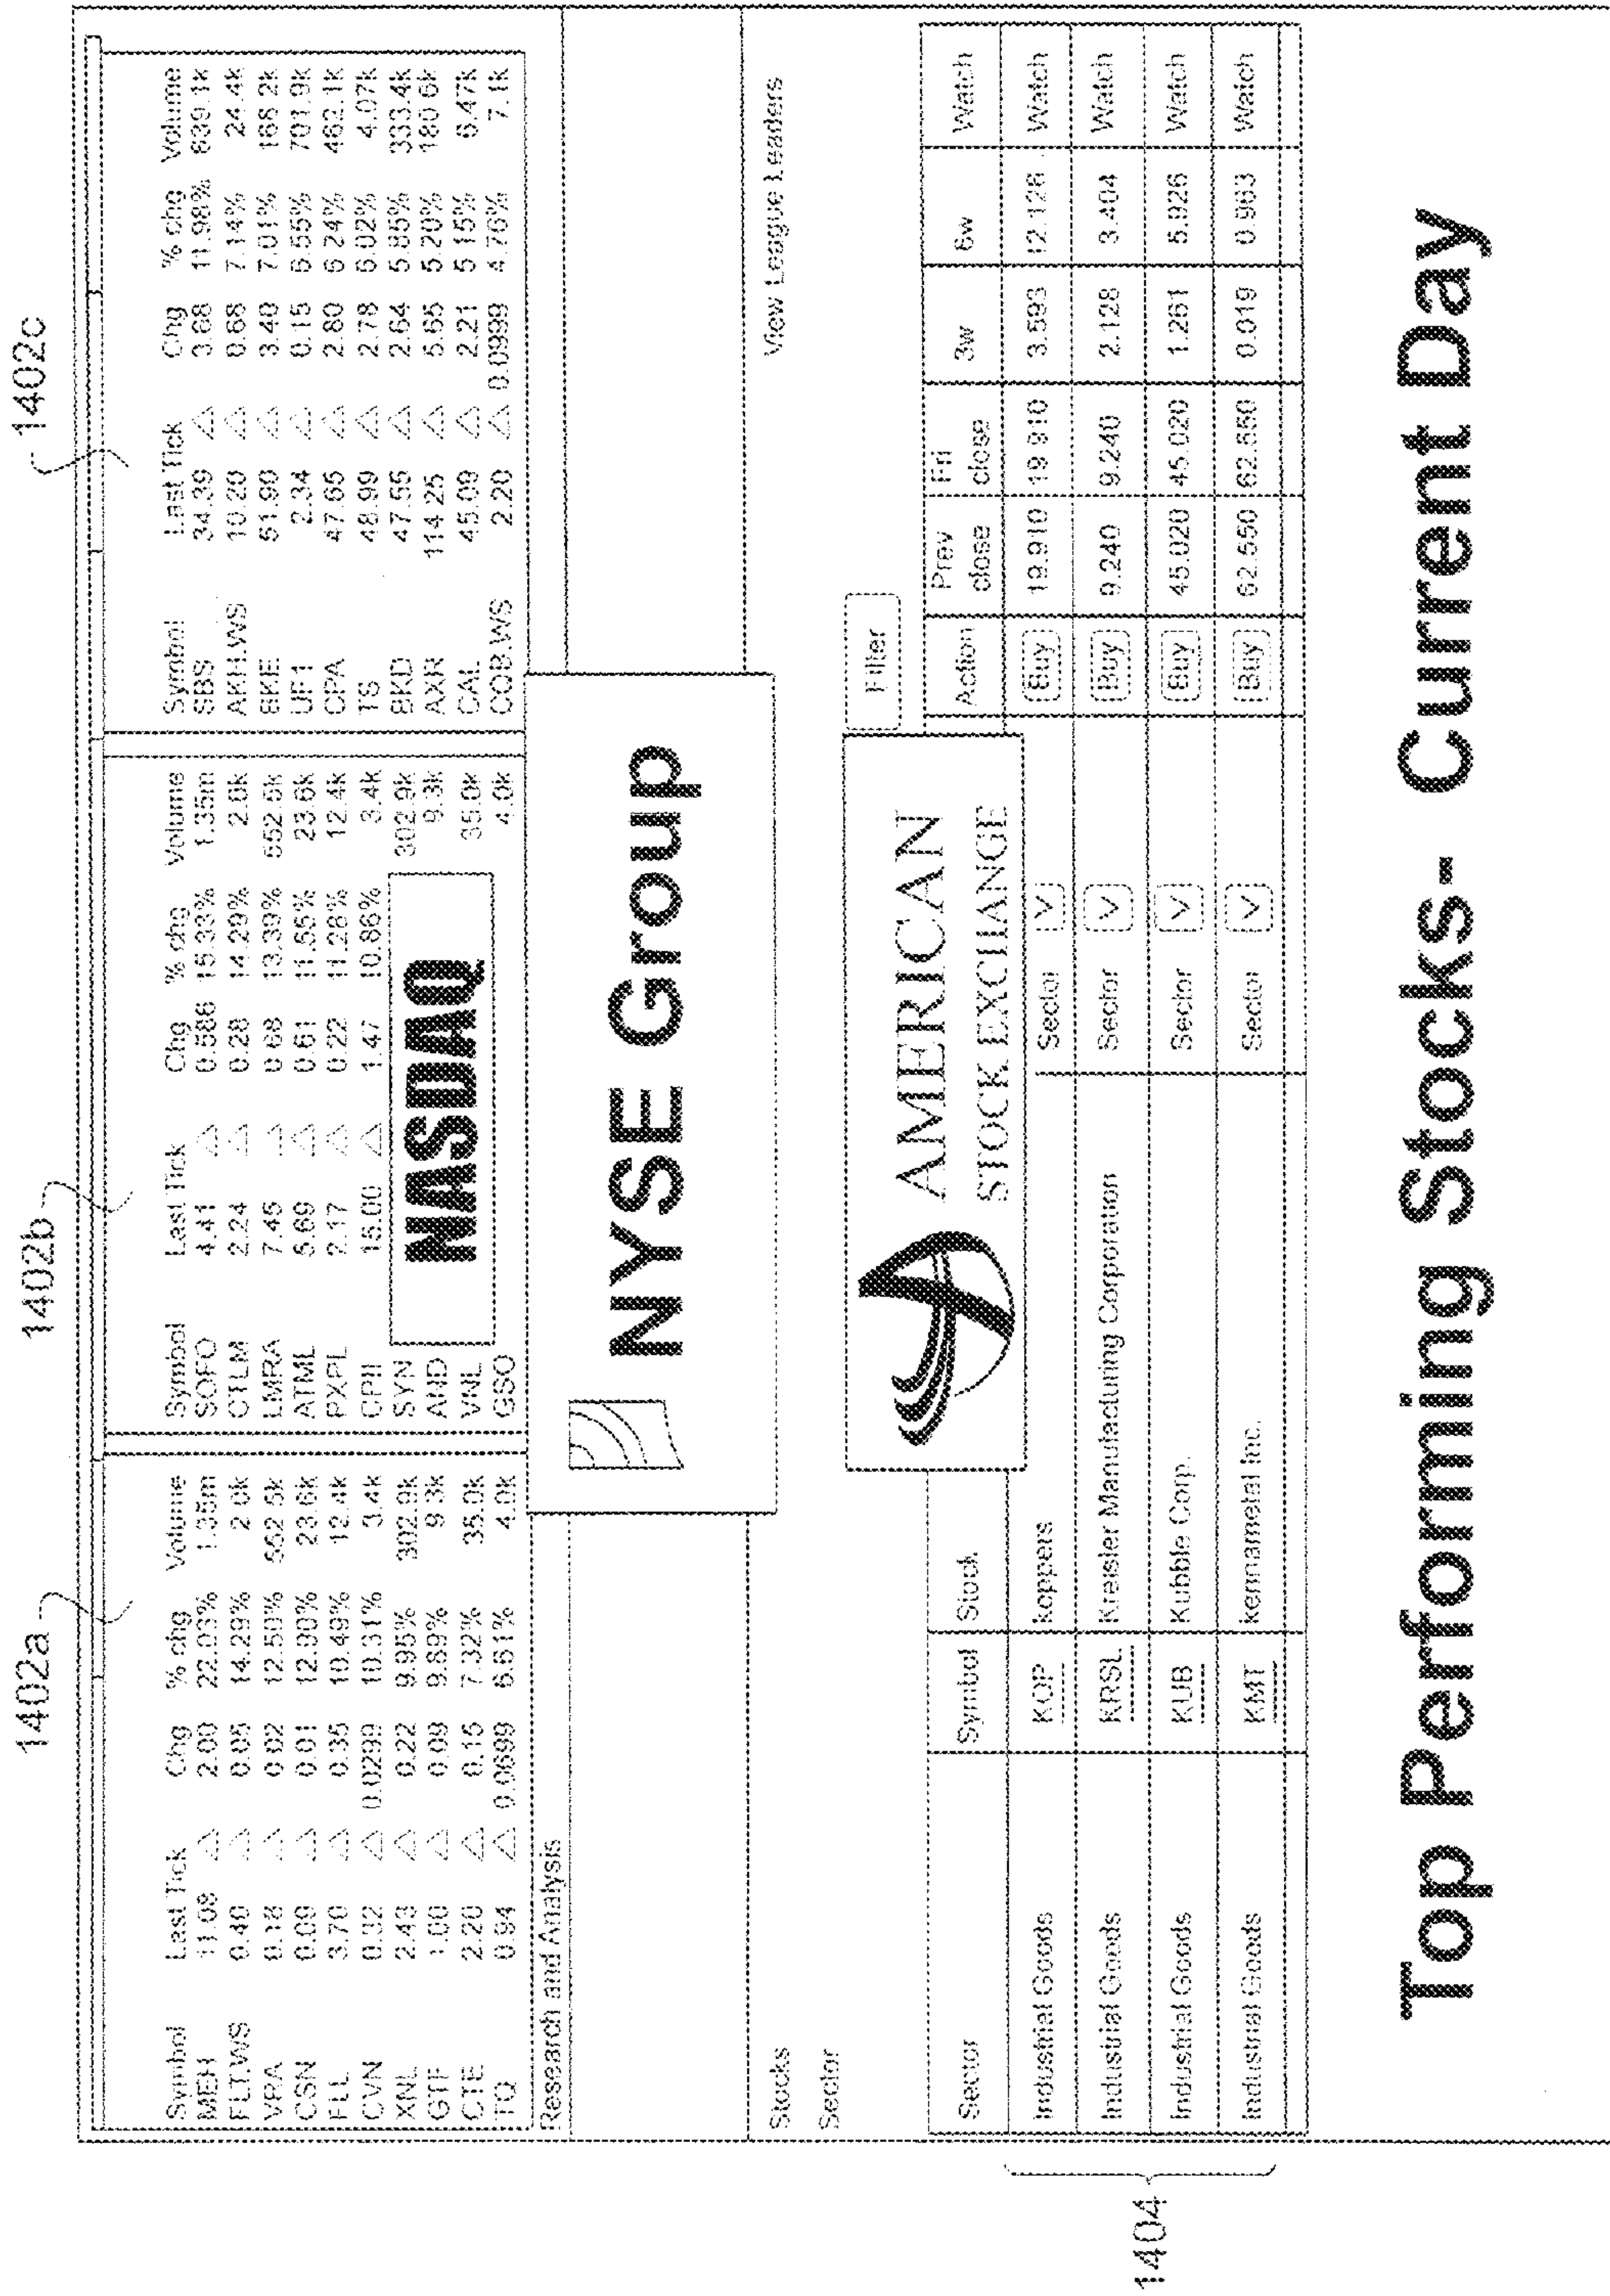 1402a 1402b 1402c
Symbol Last Tick Chg % chg Volume
MEH 11.08 △ 2.00 22.03% 1.35m
FLT.WS 0.40 △ 0.05 14.29% 2.0k
VRA 0.18 △ 0.02 12.50% 552.5k
CSN 0.09 △ 0.01 12.90% 23.6k
FLL 3.70 △ 0.35 10.49% 12.4k
CVN 0.32 △ 0.0299 10.31% 3.4k
XNL 2.43 △ 0.22 9.95% 302.9k
GTF 1.00 △ 0.09 9.89% 9.3k
CTE 2.20 △ 0.15 7.32% 35.0k
TQ 0.94 △ 0.0699 6.61% 4.0k
Symbol Last Tick Chg % chg Volume
SOFO 4.41 △ 0.586 15.33% 1.35m
CTLM 2.24 △ 0.28 14.29% 2.0k
LMRA 7.45 △ 0.68 13.39% 552.5k
ATML 5.69 △ 0.61 11.55% 23.6k
PXPL 2.17 △ 0.22 11.28% 12.4k
CPII 15.00 △ 1.47 10.86% 3.4k
SYN 302.9k
AND 9.3k
VNL 35.0k
GSO 4.0k
NASDAQ
Symbol Last Tick Chg % chg Volume
SBS 34.39 △ 3.68 11.98% 639.1k
AKH.WS 10.20 △ 0.68 7.14% 24.4k
BKE 51.90 △ 3.40 7.01% 168.2k
UF1 2.34 △ 0.15 6.55% 701.9k
CPA 47.65 △ 2.80 6.24% 462.1k
TS 48.99 △ 2.78 6.02% 4.07k
BKD 47.55 △ 2.64 5.85% 333.4k
AXR 114.25 △ 5.65 5.20% 180.6k
CAL 45.09 △ 2.21 5.15% 6.47k
COB.WS 2.20 △ 0.0999 4.76% 7.1k
Research and Analysis
NYSE Group
Stocks View League Leaders
Sector
Filter
AMERICAN
STOCK EXCHANGE
Sector Symbol Stock Action Prev close Fri close 3w 6w Watch
Industrial Goods KOP koppers Sector Buy 19.910 19.910 3.593 12.126 Watch
Industrial Goods KRSL Kreisler Manufacturing Corporation Sector Buy 9.240 9.240 2.128 3.404 Watch
Industrial Goods KUB Kubble Corp. Sector Buy 45.020 45.020 1.261 5.926 Watch
Industrial Goods KMT kennametal Inc. Sector Buy 62.550 62.550 0.019 0.963 Watch
1404
Top Performing Stocks- Current Day